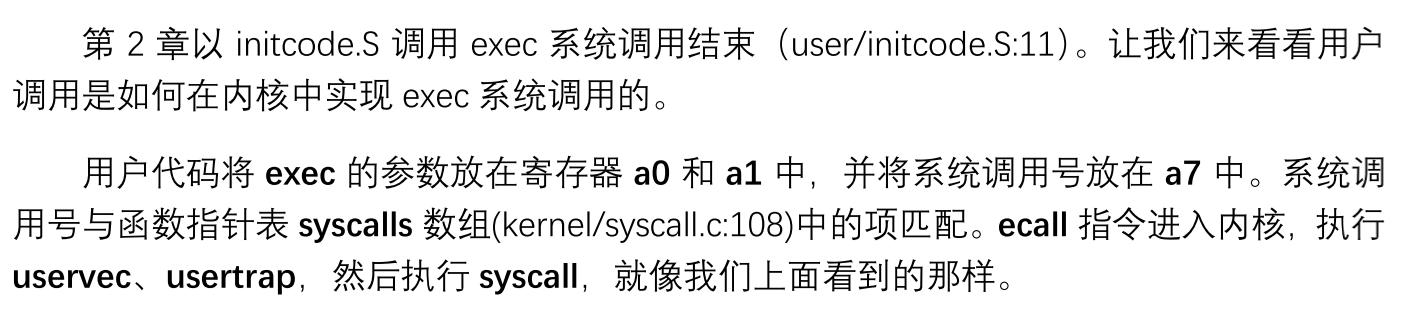 第 2 章以 initcode.S 调用 exec 系统调用结束（user/initcode.S:11）。让我们来看看用户
调用是如何在内核中实现 exec 系统调用的。
用户代码将 exec 的参数放在寄存器 a0 和 a1 中，并将系统调用号放在 a7 中。系统调
用号与函数指针表 syscalls 数组(kernel/syscall.c:108)中的项匹配。ecall 指令进入内核，执行
uservec、usertrap，然后执行 syscall，就像我们上面看到的那样。